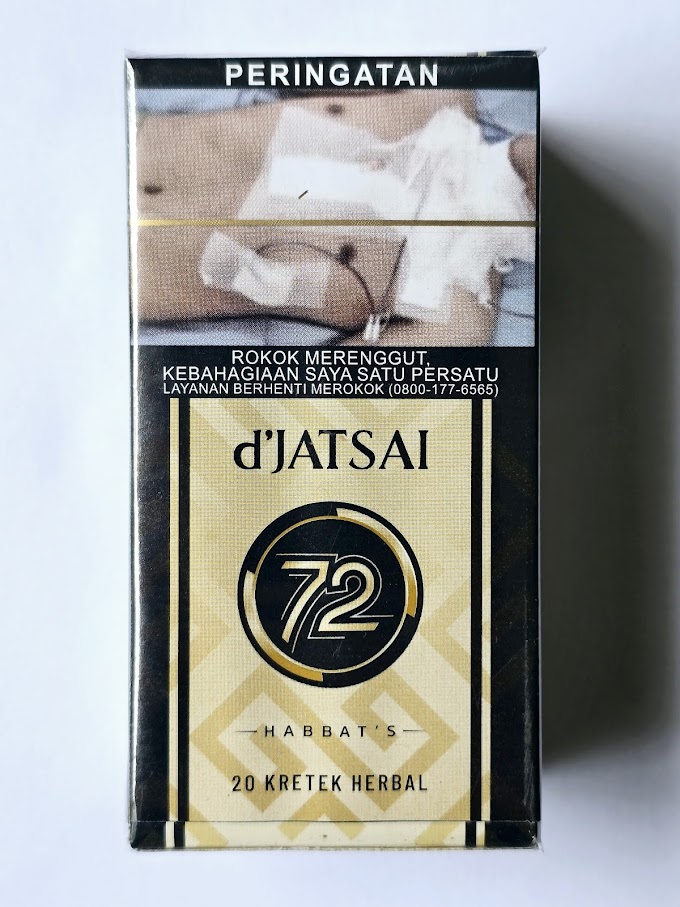 PERINGATAN
ROKOK MERENGGUT,
KEBAHAGIAAN SAYA SATU PERSATU
LAYANAN BERHENTI MEROKOK (0800-177-6565)
d'JATSAI
72
HABBAT'S
20 KRETEK HERBAL